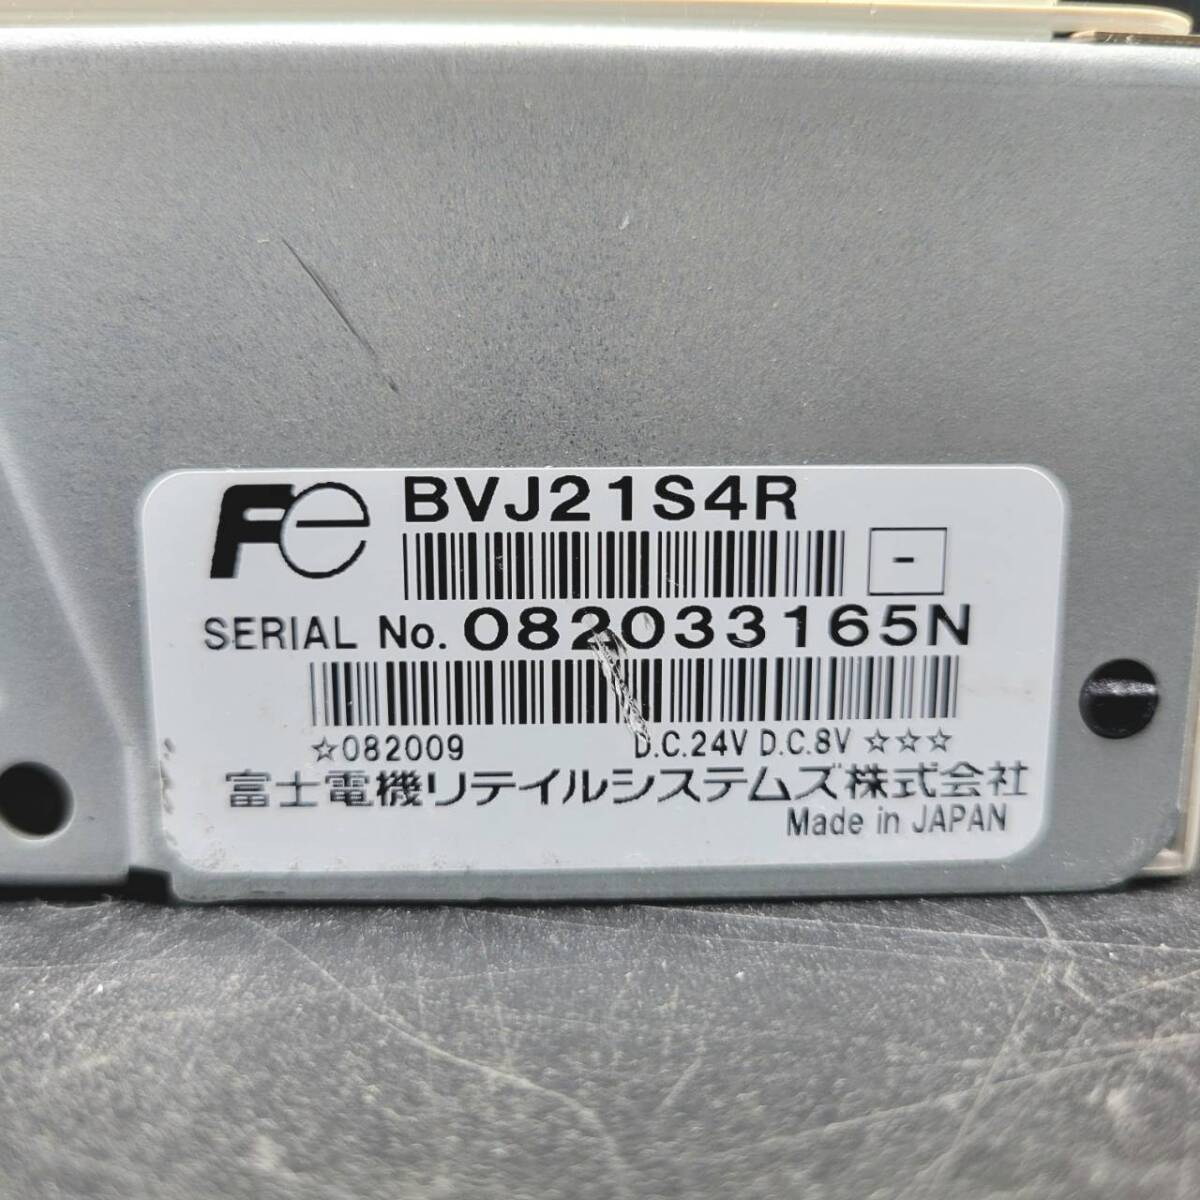 Fe BVJ21S4R
-
SERIAL No. 082033165N
☆082009 D.C.24V D.C.8V ☆☆☆
富士電機リテイルシステムズ株式会社
Made in JAPAN